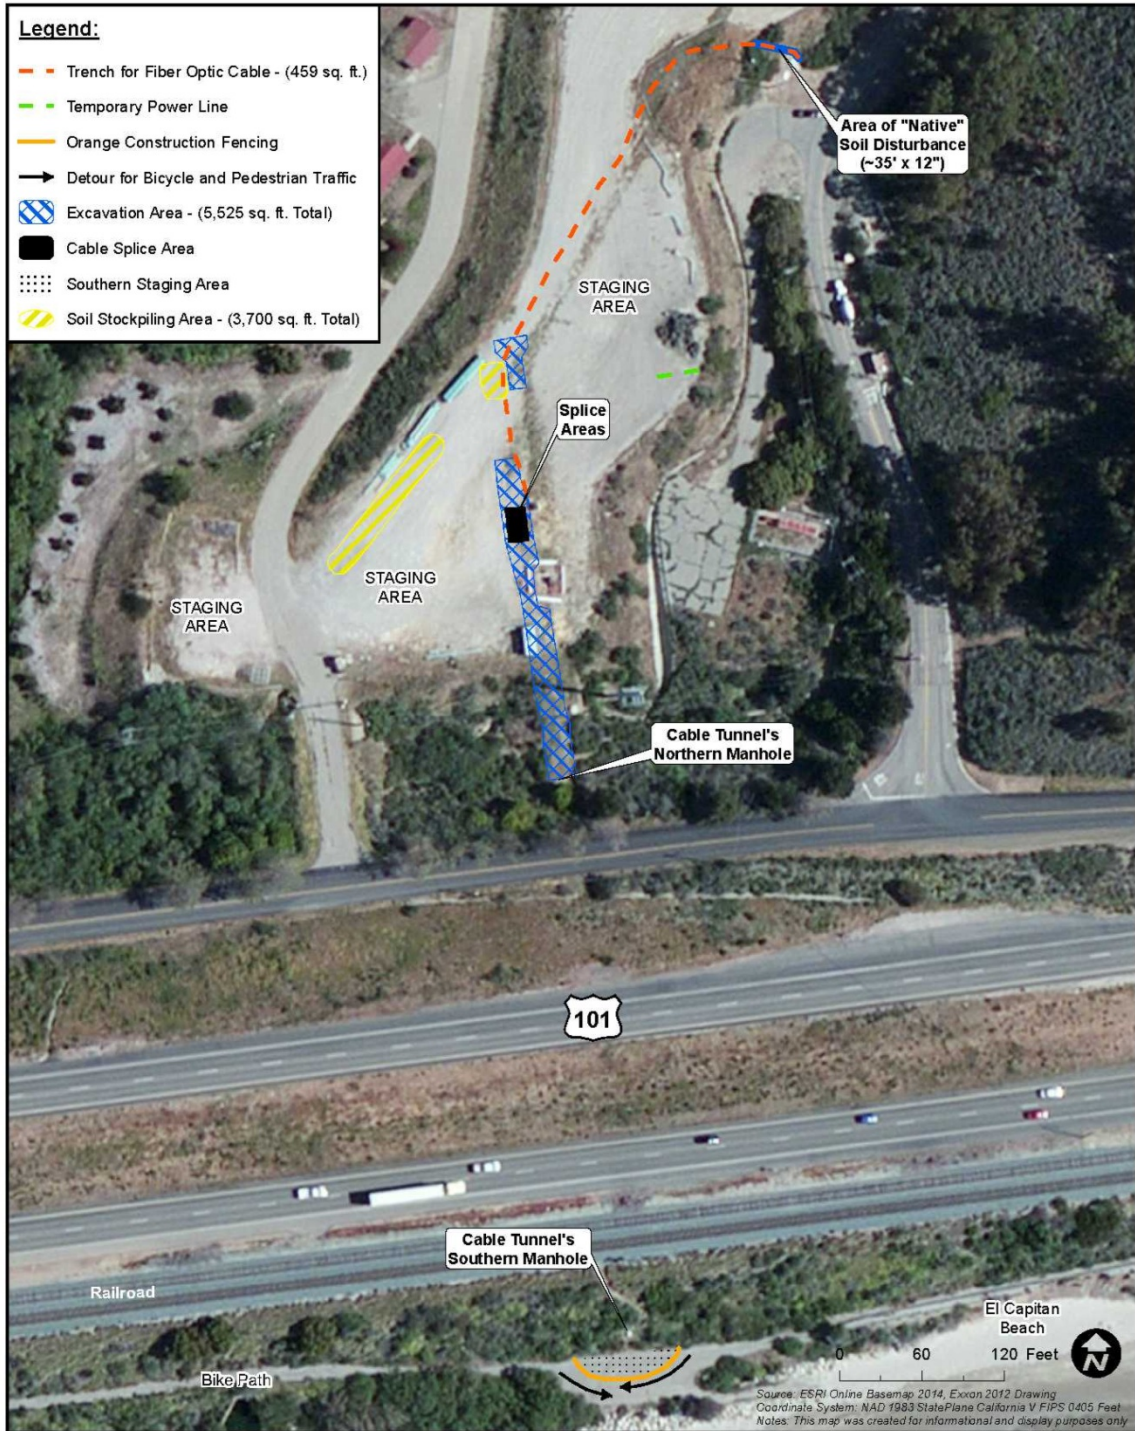 Legend:
Trench for Fiber Optic Cable - (459 sq. ft.)
Temporary Power Line
Orange Construction Fencing
Detour for Bicycle and Pedestrian Traffic
Excavation Area - (5,525 sq. ft. Total)
Cable Splice Area
Southern Staging Area
Soil Stockpiling Area - (3,700 sq. ft. Total)
Area of "Native"
Soil Disturbance
(~35' x 12")
STAGING
AREA
Splice
Areas
STAGING
AREA
STAGING
AREA
Cable Tunnel's
Northern Manhole
101
Cable Tunnel's
Southern Manhole
Railroad
El Capitan
Beach
Bike Path
0 60 120 Feet
N
Source: ESRI Online Basemap 2014, Exxon 2012 Drawing
Coordinate System: NAD 1983 StatePlane California V FIPS 0405 Feet
Notes: This map was created for informational and display purposes only